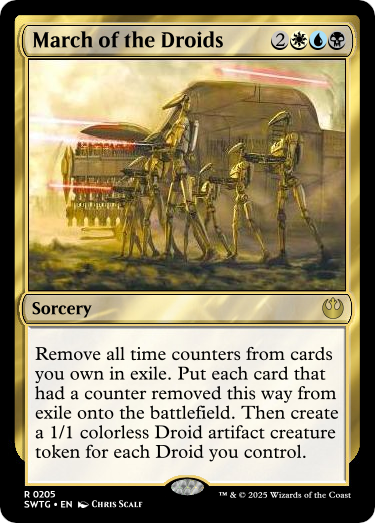 March of the Droids 2
Sorcery
Remove all time counters from cards
you own in exile. Put each card that
had a counter removed this way from
exile onto the battlefield. Then create
a 1/1 colorless Droid artifact creature
token for each Droid you control.
R 0205
SWTG • EN Chris Scalf
™ & © 2025 Wizards of the Coast